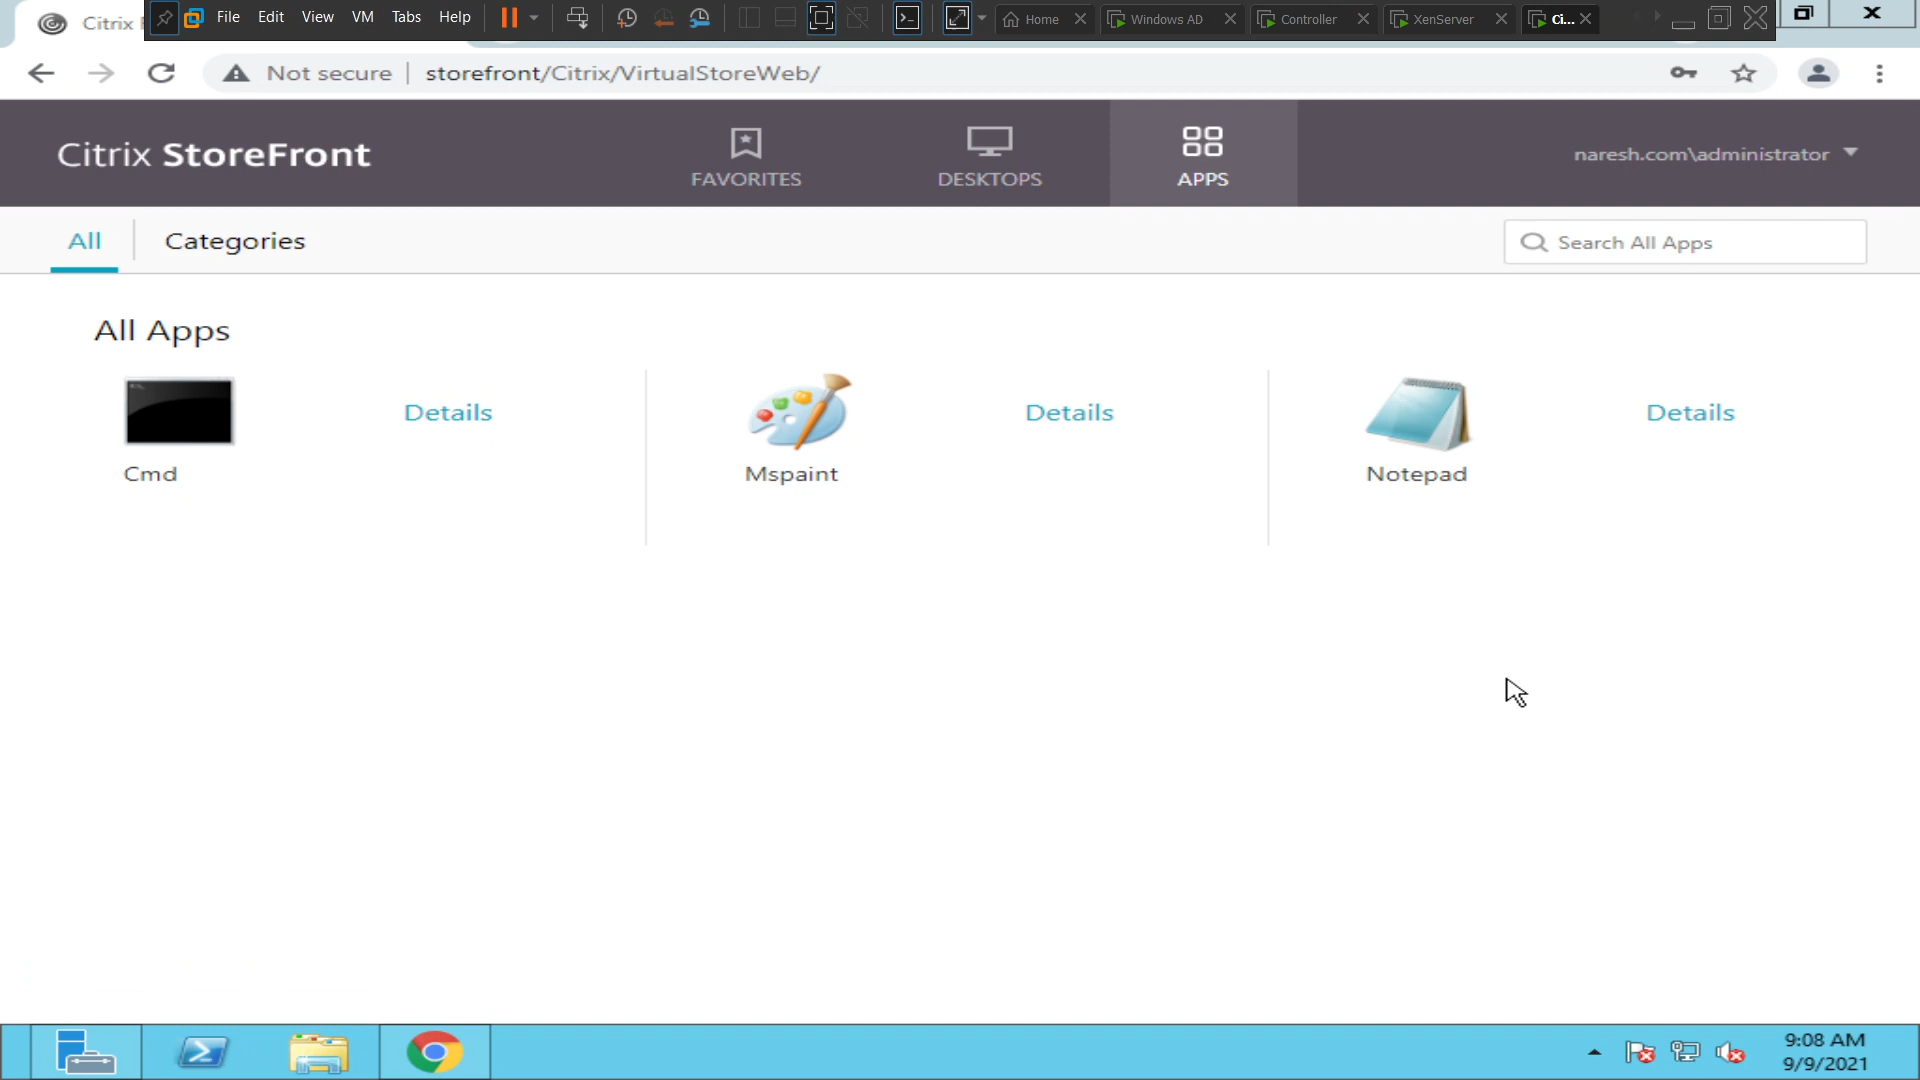 Citrix
File Edit View VM Tabs Help
Home
Windows AD
Controller
XenServer
Ci...
Not secure
storefront/Citrix/VirtualStoreWeb/
Citrix StoreFront
FAVORITES
DESKTOPS
APPS
naresh.com\administrator
All
Categories
Search All Apps
All Apps
Details
Details
Details
Cmd
Mspaint
Notepad
9:08 AM
9/9/2021